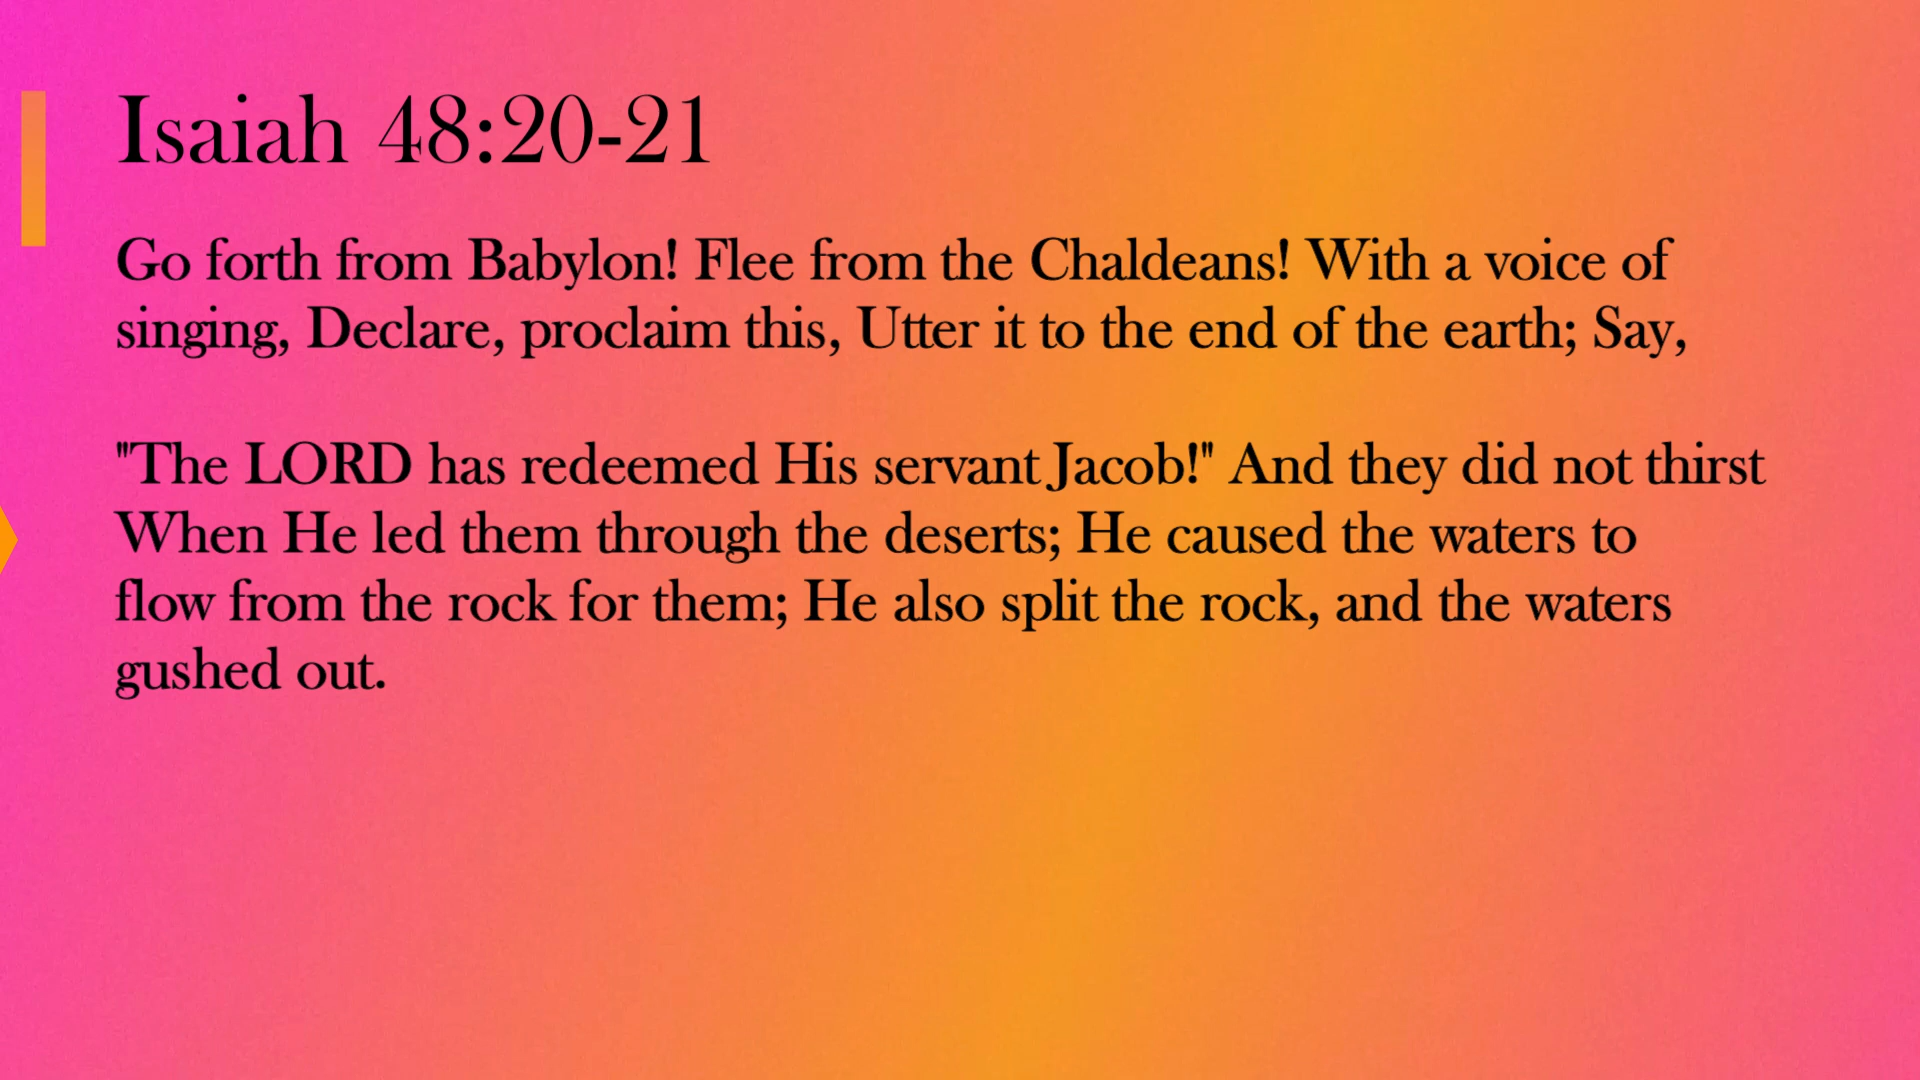 Isaiah 48:20-21
Go forth from Babylon! Flee from the Chaldeans! With a voice of
singing, Declare, proclaim this, Utter it to the end of the earth; Say,
"The LORD has redeemed His servant Jacob!" And they did not thirst
When He led them through the deserts; He caused the waters to
flow from the rock for them; He also split the rock, and the waters
gushed out.